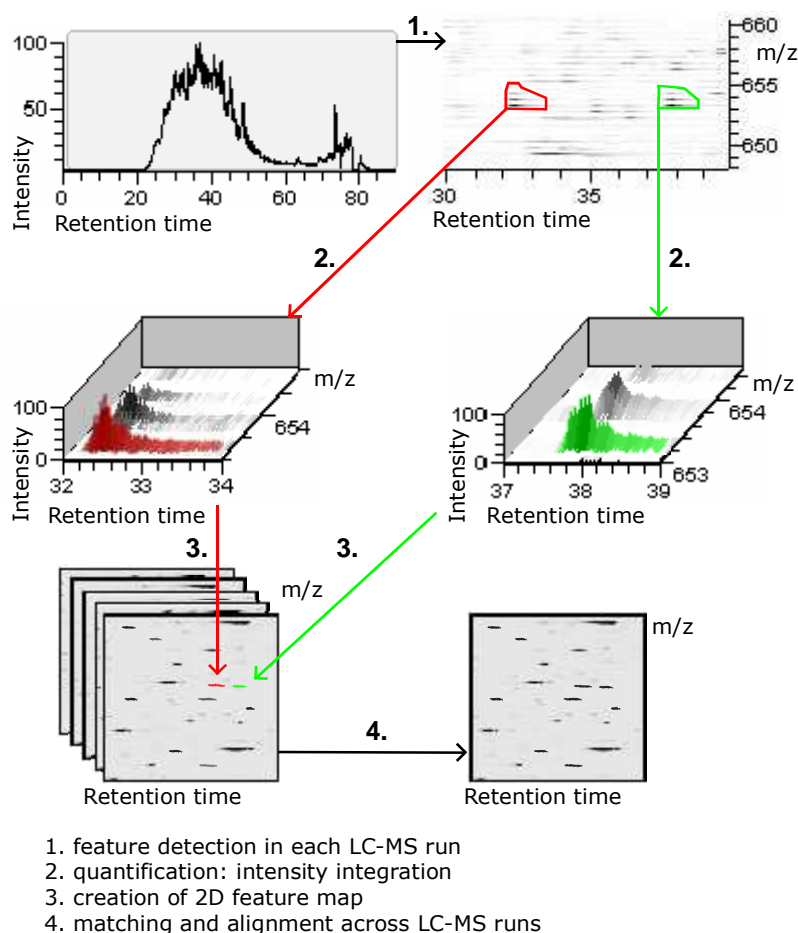 100
50
Intensity
0 20 40 60 80
Retention time
1.
660
m/z
655
650
30 35
Retention time
2.
2.
m/z
654
100
0
Intensity
32 33 34
Retention time
m/z
654
653
100
0
Intensity
37 38 39
Retention time
3.
3.
m/z
Retention time
4.
m/z
Retention time
1. feature detection in each LC-MS run
2. quantification: intensity integration
3. creation of 2D feature map
4. matching and alignment across LC-MS runs